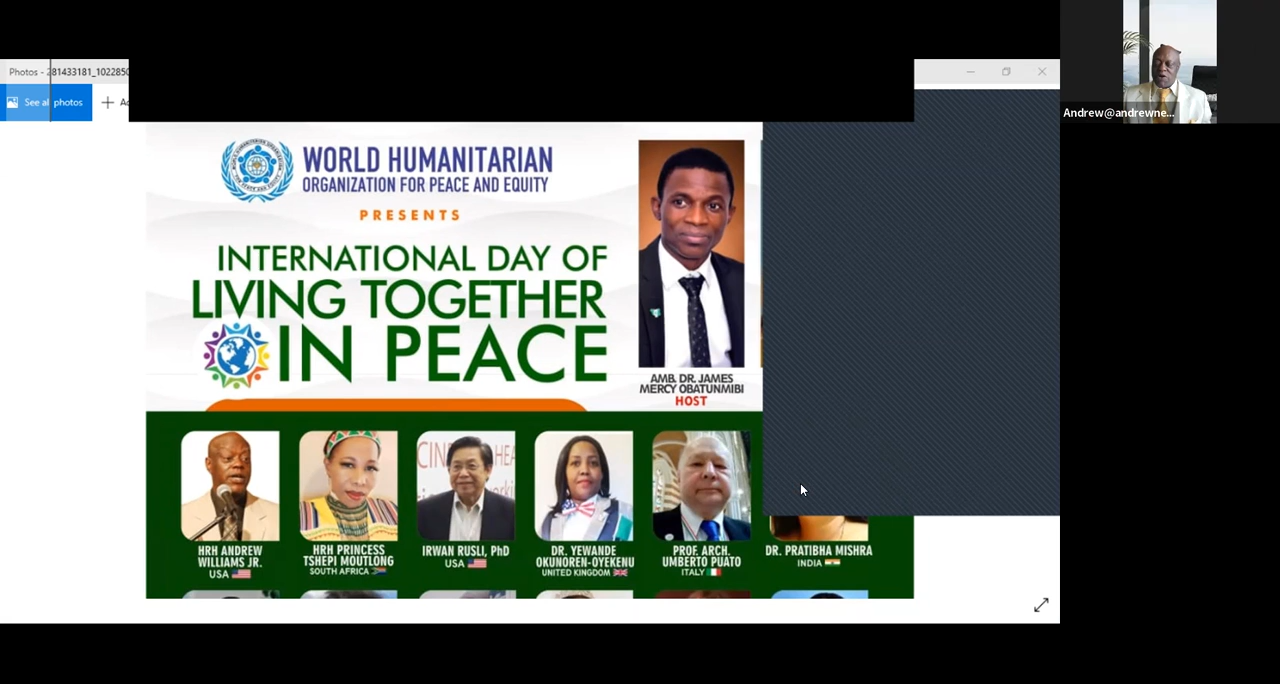 Photos - 281433181_1022850
See all photos
WORLD HUMANITARIAN
ORGANIZATION FOR PEACE AND EQUITY
PRESENTS
INTERNATIONAL DAY OF
LIVING TOGETHER
IN PEACE
AMB. DR. JAMES
MERCY OBATUNMIBI
HOST
HRH ANDREW
WILLIAMS JR.
USA
HRH PRINCESS
TSHEPI MOUTLONG
SOUTH AFRICA
IRWAN RUSLI, PhD
USA
DR. YEWANDE
OKUNOREN-OYEKENU
UNITED KINGDOM
PROF. ARCH.
UMBERTO PUATO
ITALY
DR. PRATIBHA MISHRA
INDIA
Andrew@andrewne...